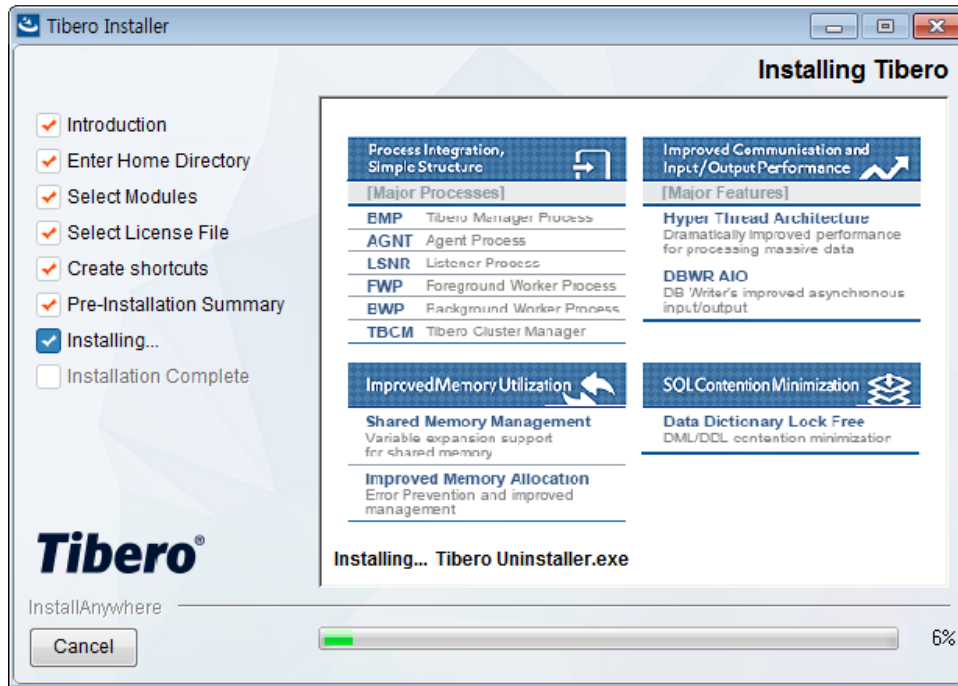 Tibero Installer
Installing Tibero
Introduction
Enter Home Directory
Select Modules
Select License File
Create shortcuts
Pre-Installation Summary
Installing...
Installation Complete
Process Integration,
Simple Structure
[Major Processes]
BMP Tibero Manager Process
AGNT Agent Process
LSNR Listener Process
FWP Foreground Worker Process
BWP Background Worker Process
TBCM Tibero Cluster Manager
Improved Communication and
Input/Output Performance
[Major Features]
Hyper Thread Architecture
Dramatically improved performance
for processing massive data
DBWR AIO
DB Writer's improved asynchronous
input/output
Improved Memory Utilization
Shared Memory Management
Variable expansion support
for shared memory
Improved Memory Allocation
Error Prevention and improved
management
SQL Contention Minimization
Data Dictionary Lock Free
DML/DDL contention minimization
Tibero®
Installing... Tibero Uninstaller.exe
InstallAnywhere
Cancel
6%